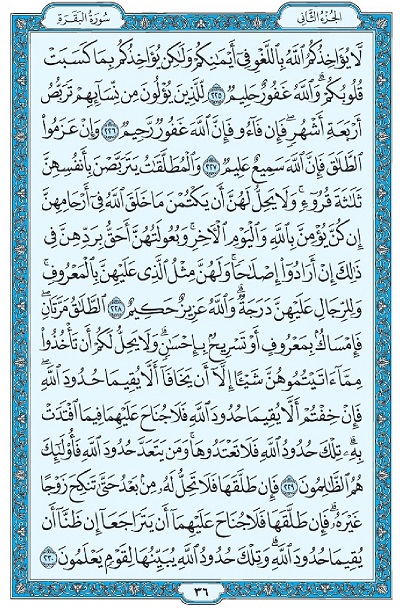 الجزء الثاني
سورة البقرة
لَّا يُؤَاخِذُكُمُ ٱللَّهُ بِٱللَّغۡوِ فِيٓ أَيۡمَٰنِكُمۡ وَلَٰكِن يُؤَاخِذُكُم بِمَا كَسَبَتۡ
قُلُوبُكُمۡۗ وَٱللَّهُ غَفُورٌ حَلِيمٞ ٢٢٥ لِّلَّذِينَ يُؤۡلُونَ مِن نِّسَآئِهِمۡ تَرَبُّصُ
أَرۡبَعَةِ أَشۡهُرٖۖ فَإِن فَآءُو فَإِنَّ ٱللَّهَ غَفُورٞ رَّحِيمٞ ٢٢٦ وَإِنۡ عَزَمُواْ
ٱلطَّلَٰقَ فَإِنَّ ٱللَّهَ سَمِيعٌ عَلِيمٞ ٢٢٧ وَٱلۡمُطَلَّقَٰتُ يَتَرَبَّصۡنَ بِأَنفُسِهِنَّ
ثَلَٰثَةَ قُرُوٓءٖۚ وَلَا يَحِلُّ لَهُنَّ أَن يَكۡتُمۡنَ مَا خَلَقَ ٱللَّهُ فِيٓ أَرۡحَامِهِنَّ
إِن كُنَّ يُؤۡمِنَّ بِٱللَّهِ وَٱلۡيَوۡمِ ٱلۡأٓخِرِۚ وَبُعُولَتُهُنَّ أَحَقُّ بِرَدِّهِنَّ فِي
ذَٰلِكَ إِنۡ أَرَادُوٓاْ إِصۡلَٰحٗاۚ وَلَهُنَّ مِثۡلُ ٱلَّذِي عَلَيۡهِنَّ بِٱلۡمَعۡرُوفِۚ
وَلِلرِّجَالِ عَلَيۡهِنَّ دَرَجَةٞۗ وَٱللَّهُ عَزِيزٌ حَكِيمٌ ٢٢٨ ٱلطَّلَٰقُ مَرَّتَانِۖ
فَإِمۡسَاكُۢ بِمَعۡرُوفٍ أَوۡ تَسۡرِيحُۢ بِإِحۡسَٰنٖۗ وَلَا يَحِلُّ لَكُمۡ أَن تَأۡخُذُواْ
مِمَّآ ءَاتَيۡتُمُوهُنَّ شَيۡـًٔا إِلَّآ أَن يَخَافَآ أَلَّا يُقِيمَا حُدُودَ ٱللَّهِۖ
فَإِنۡ خِفۡتُمۡ أَلَّا يُقِيمَا حُدُودَ ٱللَّهِ فَلَا جُنَاحَ عَلَيۡهِمَا فِيمَا ٱفۡتَدَتۡ
بِهِۦۗ تِلۡكَ حُدُودُ ٱللَّهِ فَلَا تَعۡتَدُوهَاۚ وَمَن يَتَعَدَّ حُدُودَ ٱللَّهِ فَأُوْلَٰٓئِكَ
هُمُ ٱلظَّٰلِمُونَ ٢٢٩ فَإِن طَلَّقَهَا فَلَا تَحِلُّ لَهُۥ مِنۢ بَعۡدُ حَتَّىٰ تَنكِحَ زَوۡجًا
غَيۡرَهُۥۗ فَإِن طَلَّقَهَا فَلَا جُنَاحَ عَلَيۡهِمَآ أَن يَتَرَاجَعَآ إِن ظَنَّآ أَن
يُقِيمَا حُدُودَ ٱللَّهِۗ وَتِلۡكَ حُدُودُ ٱللَّهِ يُبَيِّنُهَا لِقَوۡمٖ يَعۡلَمُونَ ٢٣٠
٣٦